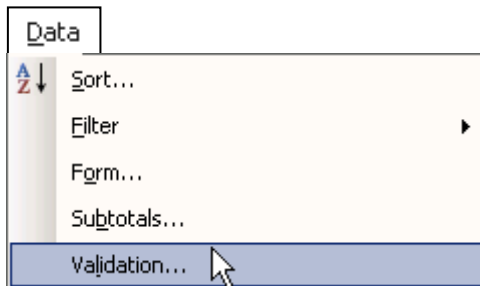 Data
A
Z
Sort...
Filter
Form...
Subtotals...
Validation...